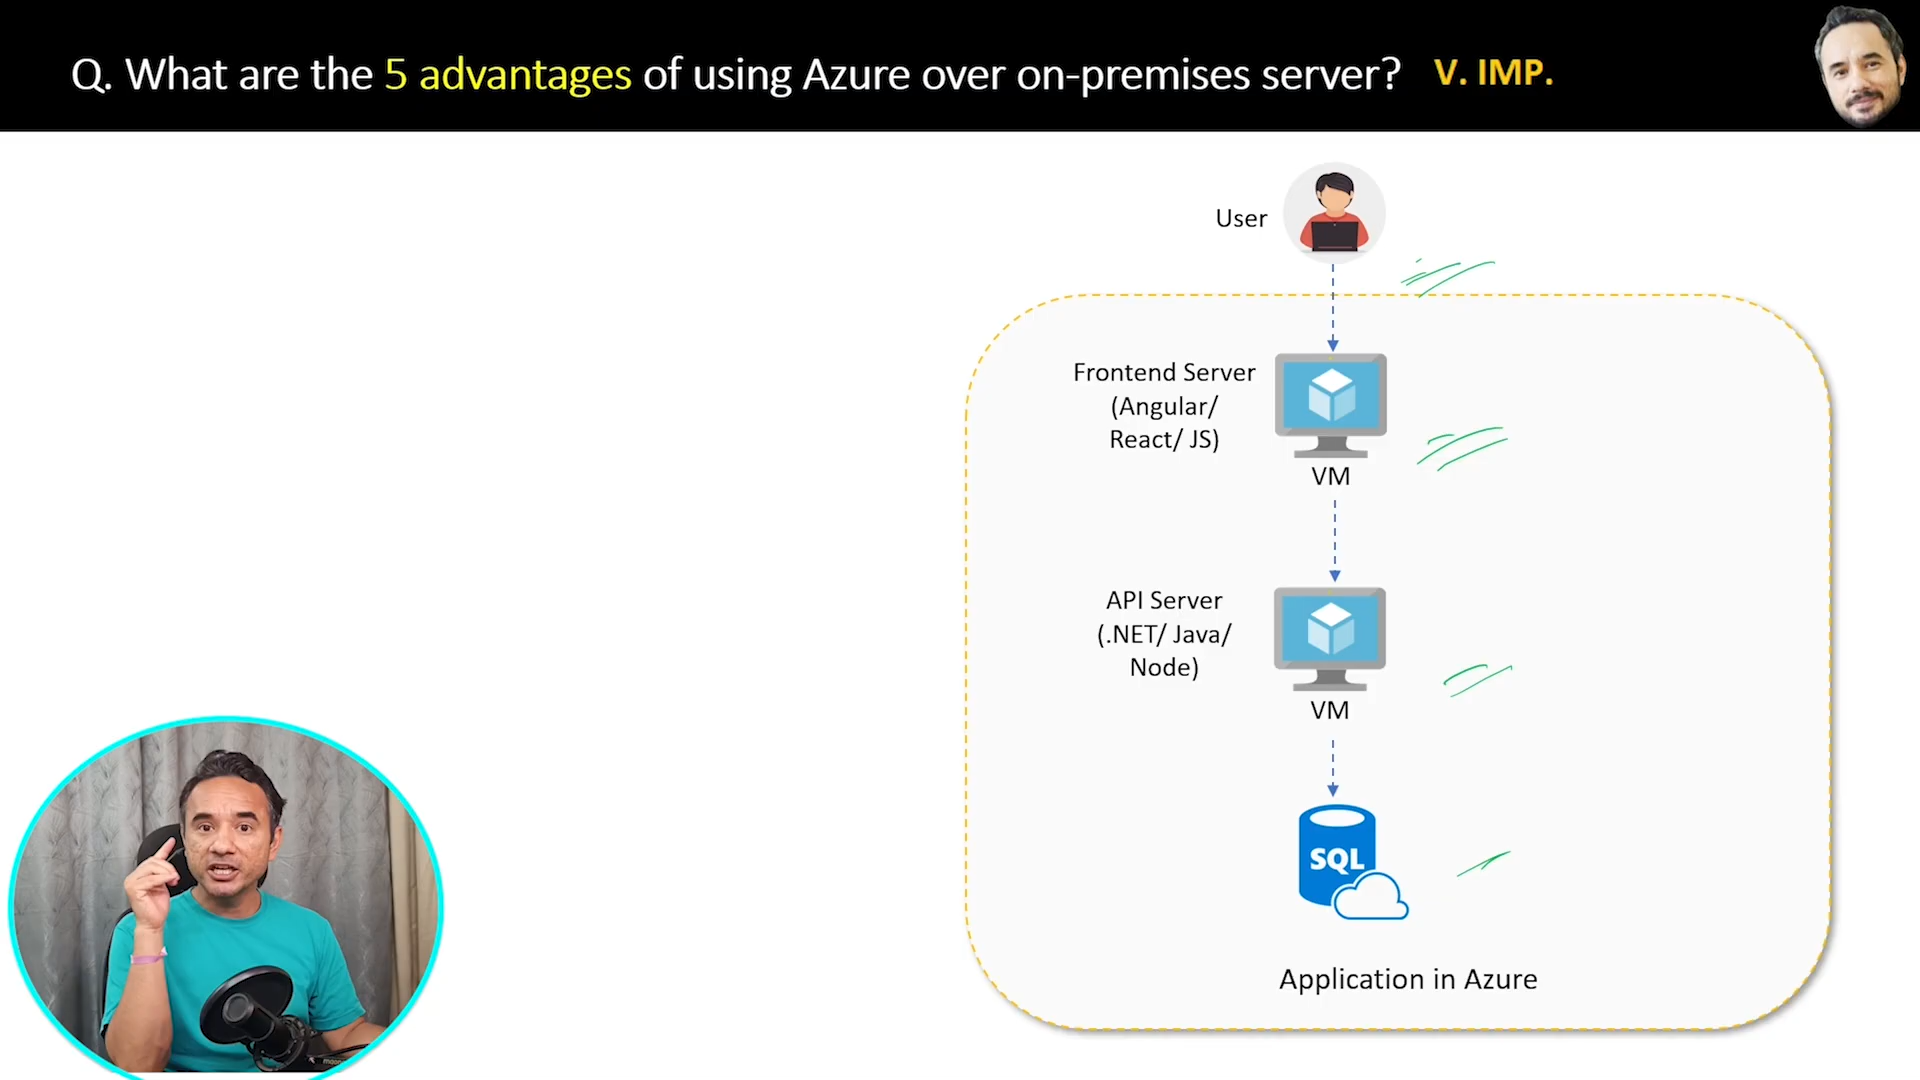 Q. What are the 5 advantages of using Azure over on-premises server? V. IMP.
User
Frontend Server
(Angular/
React/ JS)
VM
API Server
(.NET/ Java/
Node)
VM
SQL
Application in Azure